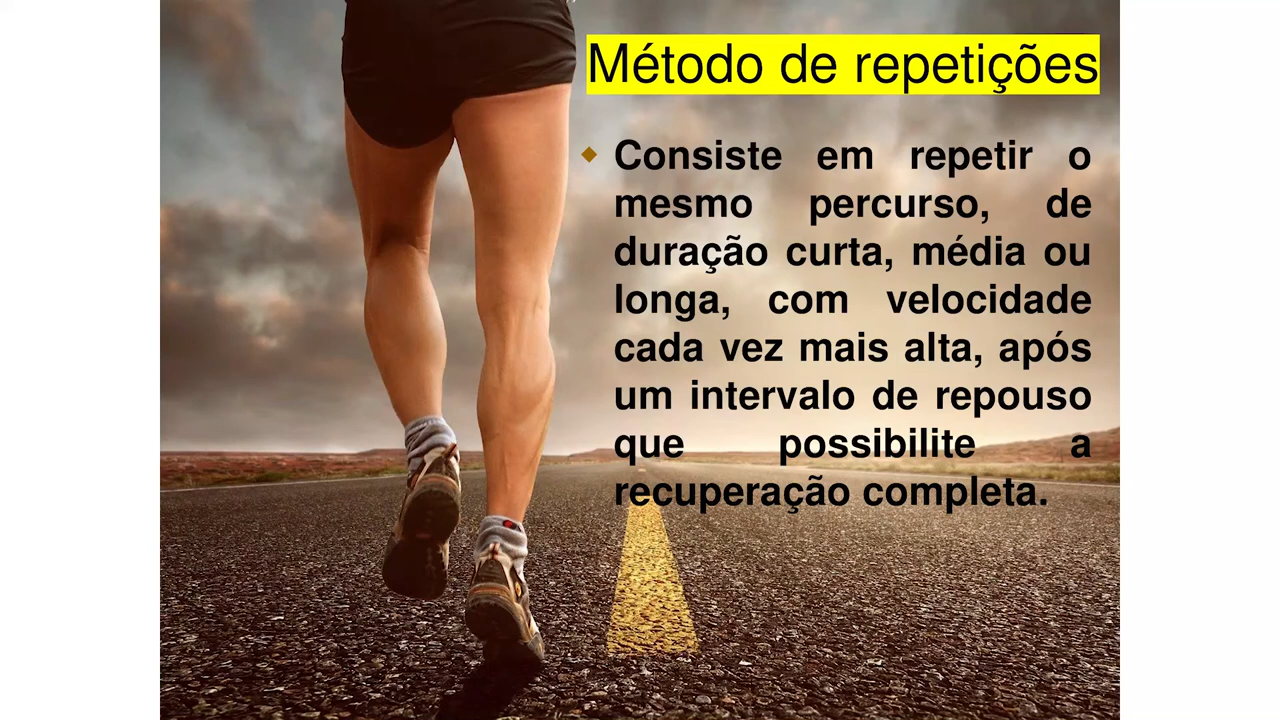 Método de repetições
Consiste em repetir o
mesmo percurso, de
duração curta, média ou
longa, com velocidade
cada vez mais alta, após
um intervalo de repouso
que possibilite a
recuperação completa.